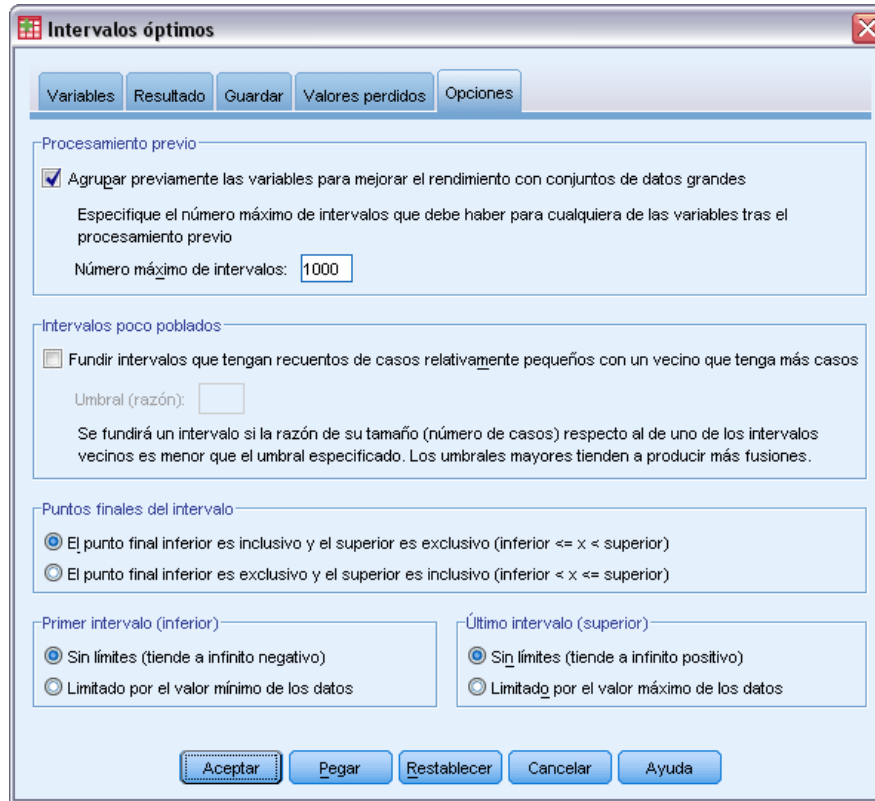 Intervalos óptimos
Variables Resultado Guardar Valores perdidos Opciones
Procesamiento previo
Agrupar previamente las variables para mejorar el rendimiento con conjuntos de datos grandes
Especifique el número máximo de intervalos que debe haber para cualquiera de las variables tras el
procesamiento previo
Número máximo de intervalos: 1000
Intervalos poco poblados
Fundir intervalos que tengan recuentos de casos relativamente pequeños con un vecino que tenga más casos
Umbral (razón):
Se fundirá un intervalo si la razón de su tamaño (número de casos) respecto al de uno de los intervalos
vecinos es menor que el umbral especificado. Los umbrales mayores tienden a producir más fusiones.
Puntos finales del intervalo
El punto final inferior es inclusivo y el superior es exclusivo (inferior <= x < superior)
El punto final inferior es exclusivo y el superior es inclusivo (inferior < x <= superior)
Primer intervalo (inferior)
Sin límites (tiende a infinito negativo)
Limitado por el valor mínimo de los datos
Último intervalo (superior)
Sin límites (tiende a infinito positivo)
Limitado por el valor máximo de los datos
Aceptar Pegar Restablecer Cancelar Ayuda